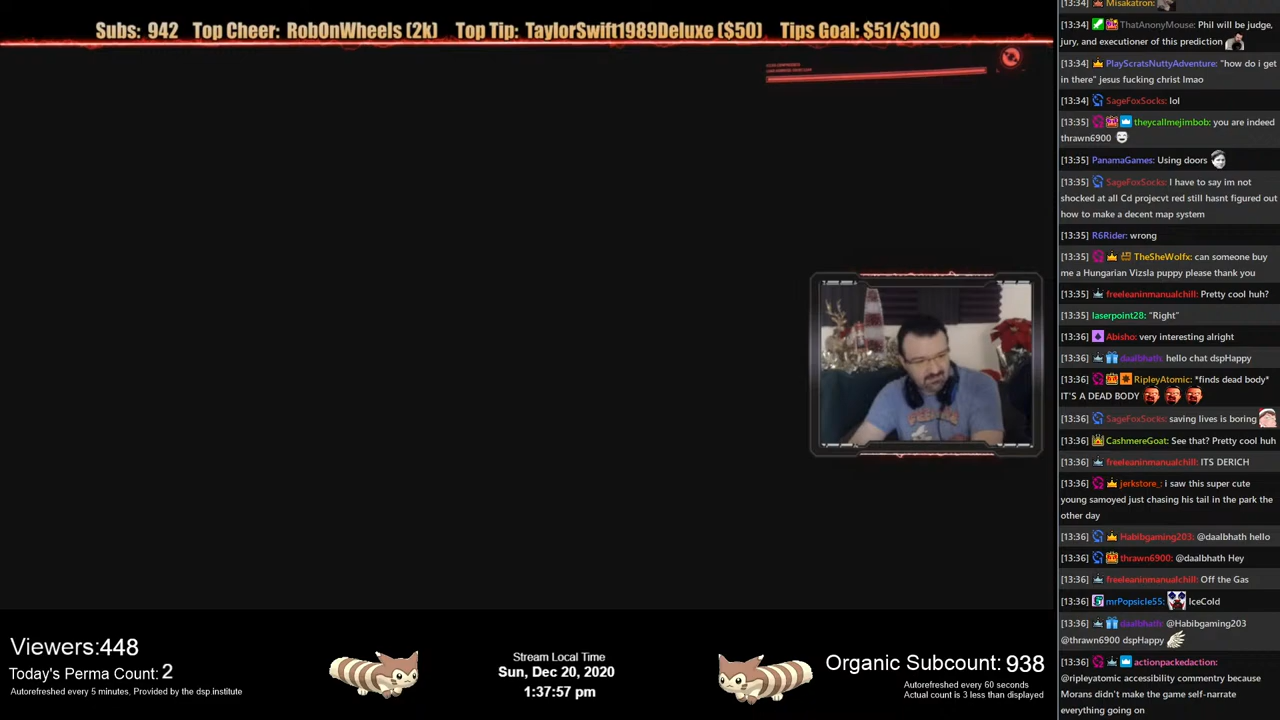 Subs: 942 Top Cheer: RobOnWheels (2k) Top Tip: TaylorSwift1989Deluxe ($50) Tips Goal: $51/$100
Viewers:448
Today's Perma Count: 2
Autorefreshed every 5 minutes, Provided by the dsp institute
Stream Local Time
Sun, Dec 20, 2020
1:37:57 pm
Organic Subcount: 938
Autorefreshed every 60 seconds
Actual count is 3 less than displayed
[13:34] Misakatron:
[13:34] ThatAnonyMouse: Phil will be judge,
jury, and executioner of this prediction
[13:34] PlayScratsNuttyAdventure: "how do i get
in there" jesus fucking christ lmao
[13:34] SageFoxSocks: lol
[13:35] theycallmejimbob: you are indeed
thrawn6900
[13:35] PanamaGames: Using doors
[13:35] SageFoxSocks: I have to say im not
shocked at all Cd projecvt red still hasnt figured out
how to make a decent map system
[13:35] R6Rider: wrong
[13:35] TheSheWolfx: can someone buy
me a Hungarian Vizsla puppy please thank you
[13:35] freeleaninmanualchill: Pretty cool huh?
[13:35] laserpoint28: "Right"
[13:36] Abisho: very interesting alright
[13:36] daalbhath: hello chat dspHappy
[13:36] RipleyAtomic: *finds dead body*
IT'S A DEAD BODY
[13:36] SageFoxSocks: saving lives is boring
[13:36] CashmereGoat: See that? Pretty cool huh
[13:36] freeleaninmanualchill: ITS DERICH
[13:36] jerkstore_: i saw this super cute
young samoyed just chasing his tail in the park the
other day
[13:36] Habibgaming203: @daalbhath hello
[13:36] thrawn6900: @daalbhath Hey
[13:36] freeleaninmanualchill: Off the Gas
[13:36] mrPopsicle55: IceCold
[13:36] daalbhath: @Habibgaming203
@thrawn6900 dspHappy
[13:36] actionpackedaction:
@ripleyatomic accessibility commentry because
Morans didn't make the game self-narrate
everything going on